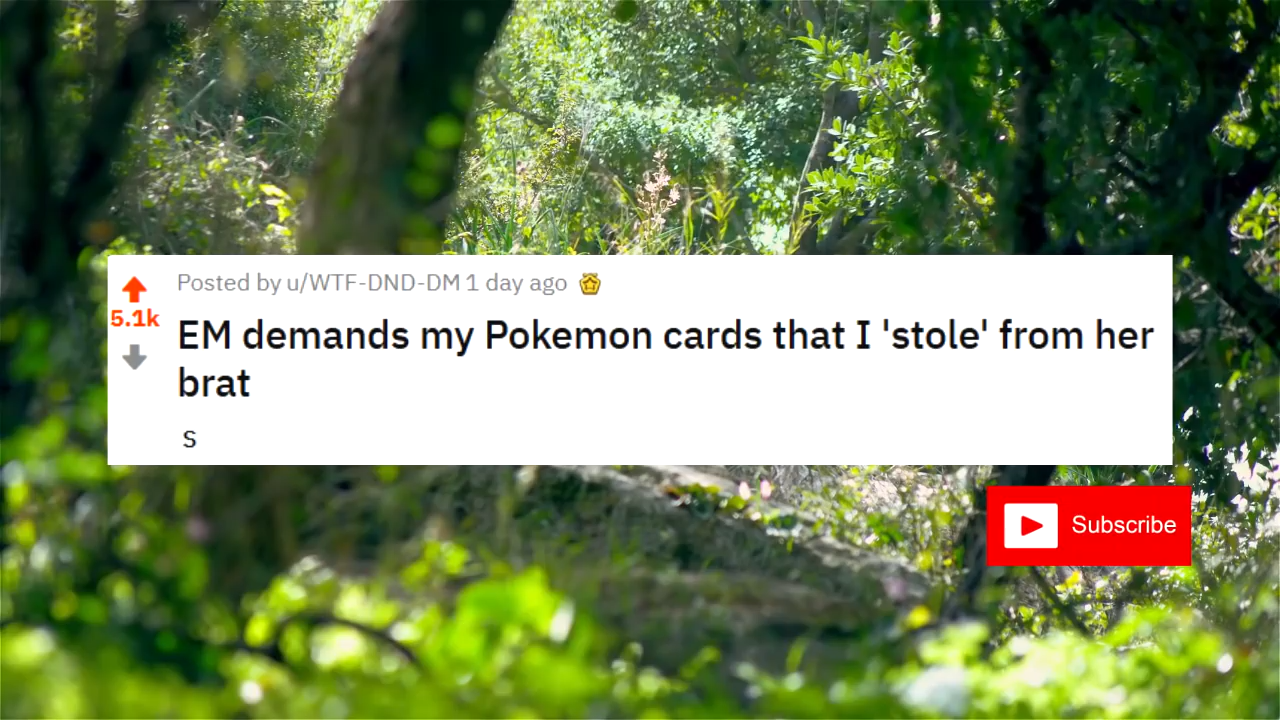 Posted by u/WTF-DND-DM 1 day ago
5.1k
EM demands my Pokemon cards that I 'stole' from her
brat
S
Subscribe